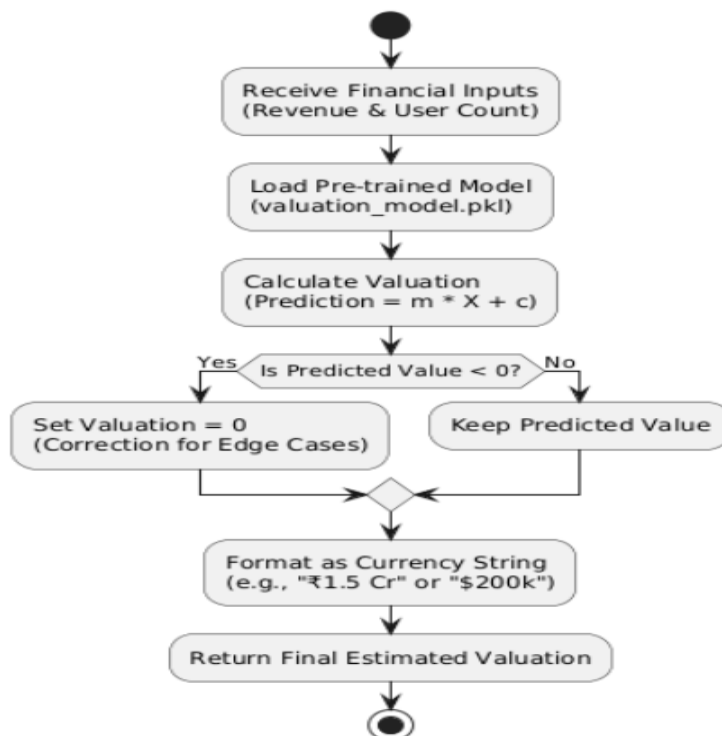 Receive Financial Inputs
(Revenue & User Count)
Load Pre-trained Model
(valuation_model.pkl)
Calculate Valuation
(Prediction = m * X + c)
Is Predicted Value < 0?
Yes
No
Set Valuation = 0
(Correction for Edge Cases)
Keep Predicted Value
Format as Currency String
(e.g., "₹1.5 Cr" or "$200k")
Return Final Estimated Valuation